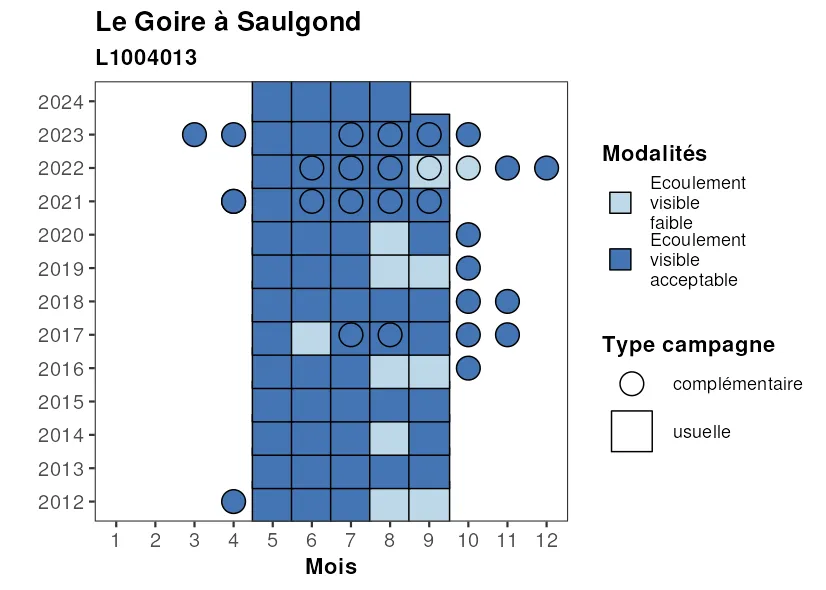 Le Goire à Saulgond
L1004013
2024
2023
2022
2021
2020
2019
2018
2017
2016
2015
2014
2013
2012
1 2 3 4 5 6 7 8 9 10 11 12
Mois
Modalités
Ecoulement
visible
faible
Ecoulement
visible
acceptable
Type campagne
complémentaire
usuelle